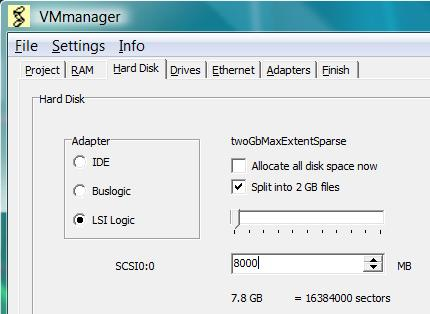 VMmanager
File Settings Info
Project RAM Hard Disk Drives Ethernet Adapters Finish
Hard Disk
Adapter
IDE
Buslogic
LSI Logic
twoGbMaxExtentSparse
Allocate all disk space now
Split into 2 GB files
SCSI0:0 8000 MB
7.8 GB = 16384000 sectors